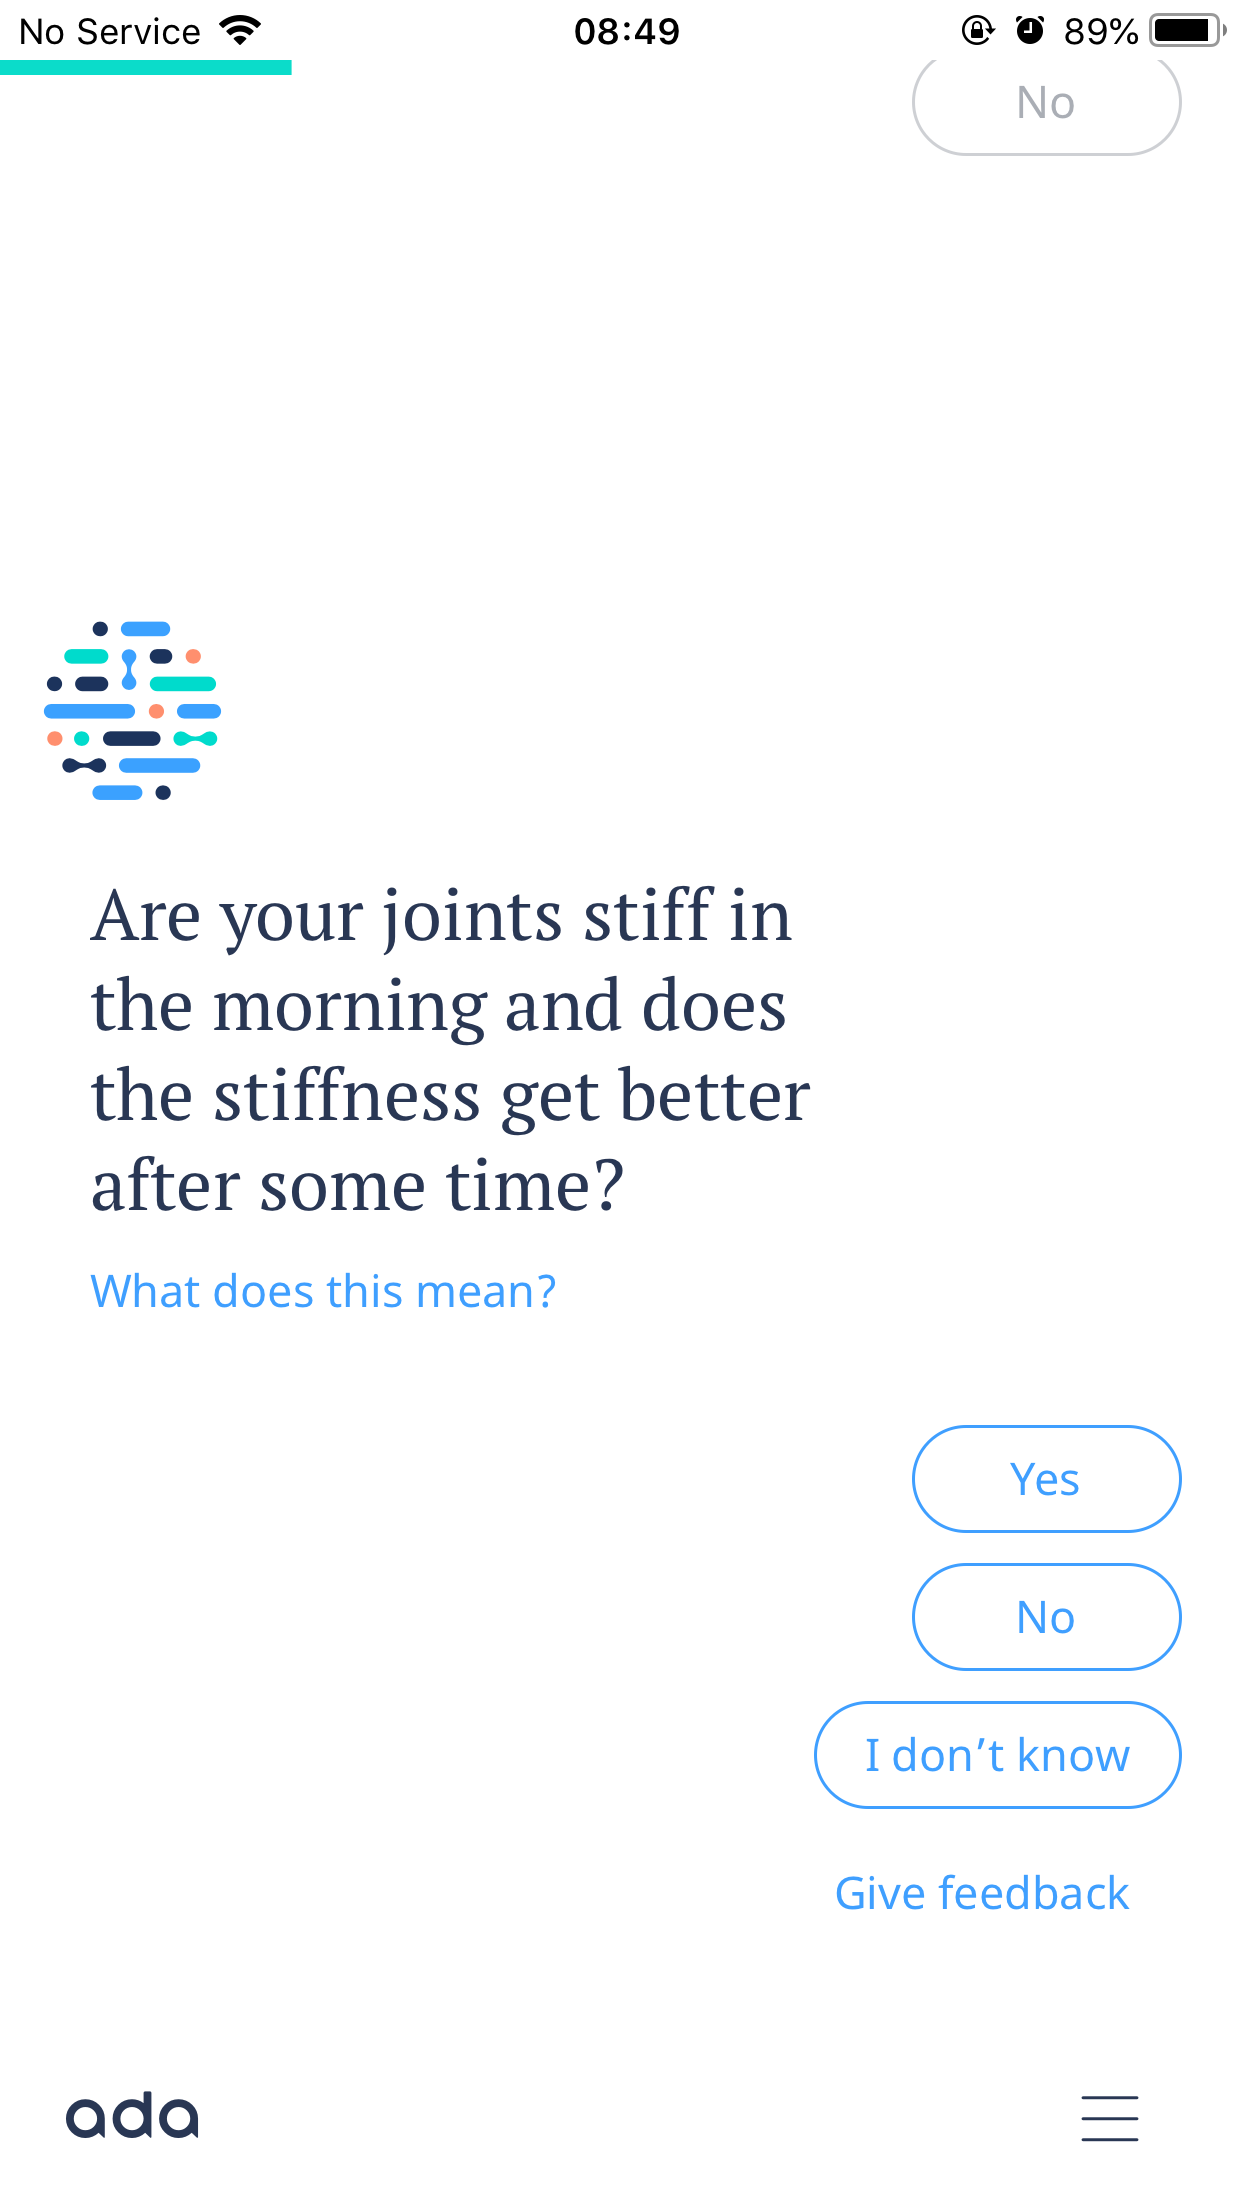 No Service 08:49 89%
No
Are your joints stiff in
the morning and does
the stiffness get better
after some time?
What does this mean?
Yes
No
I don’t know
Give feedback
ada